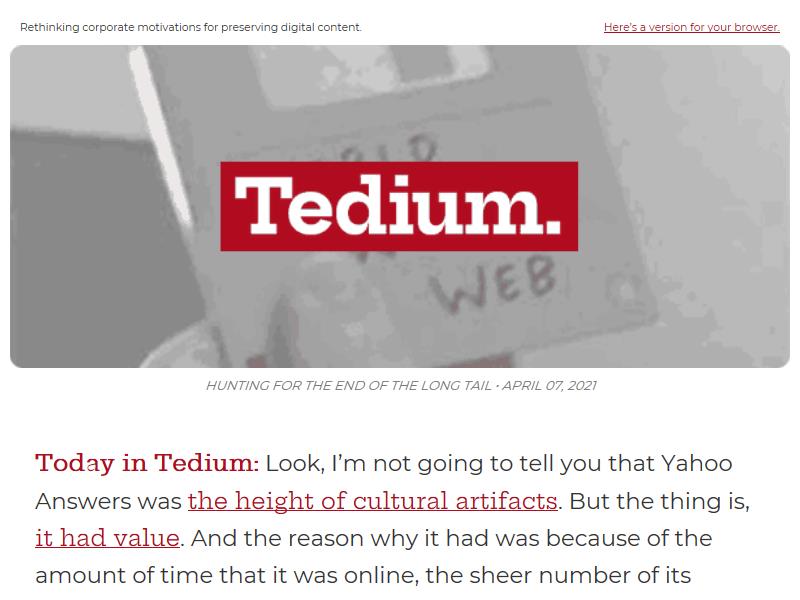 Rethinking corporate motivations for preserving digital content.
Here's a version for your browser.
Tedium.
WEB
HUNTING FOR THE END OF THE LONG TAIL • APRIL 07, 2021
Today in Tedium: Look, I’m not going to tell you that Yahoo
Answers was the height of cultural artifacts. But the thing is,
it had value. And the reason why it had was because of the
amount of time that it was online, the sheer number of its